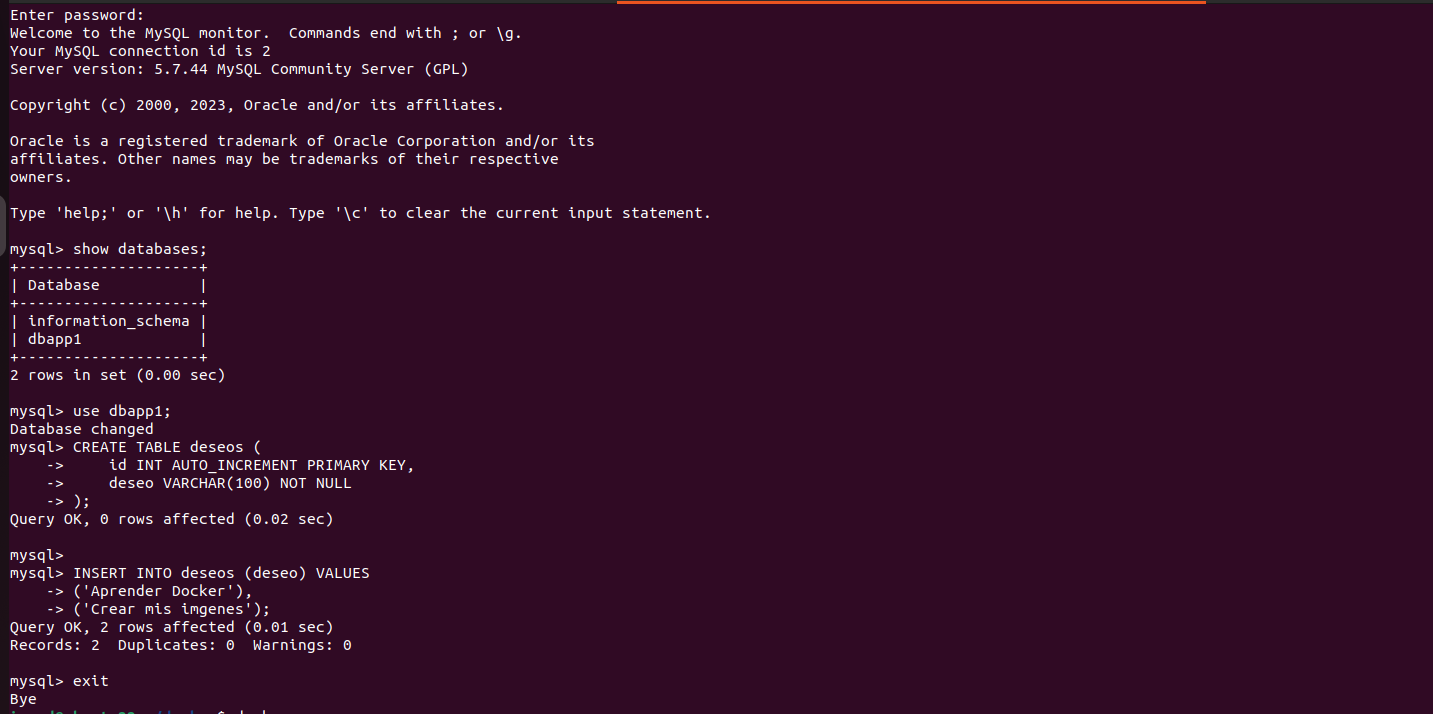 Enter password:
Welcome to the MySQL monitor.  Commands end with ; or \g.
Your MySQL connection id is 2
Server version: 5.7.44 MySQL Community Server (GPL)
Copyright (c) 2000, 2023, Oracle and/or its affiliates.
Oracle is a registered trademark of Oracle Corporation and/or its
affiliates. Other names may be trademarks of their respective
owners.
Type 'help;' or '\h' for help. Type '\c' to clear the current input statement.
mysql> show databases;
+--------------------+
| Database           |
+--------------------+
| information_schema |
| dbapp1             |
+--------------------+
2 rows in set (0.00 sec)
mysql> use dbapp1;
Database changed
mysql> CREATE TABLE deseos (
    ->     id INT AUTO_INCREMENT PRIMARY KEY,
    ->     deseo VARCHAR(100) NOT NULL
    -> );
Query OK, 0 rows affected (0.02 sec)
mysql>
mysql> INSERT INTO deseos (deseo) VALUES
    -> ('Aprender Docker'),
    -> ('Crear mis imgenes');
Query OK, 2 rows affected (0.01 sec)
Records: 2  Duplicates: 0  Warnings: 0
mysql> exit
Bye